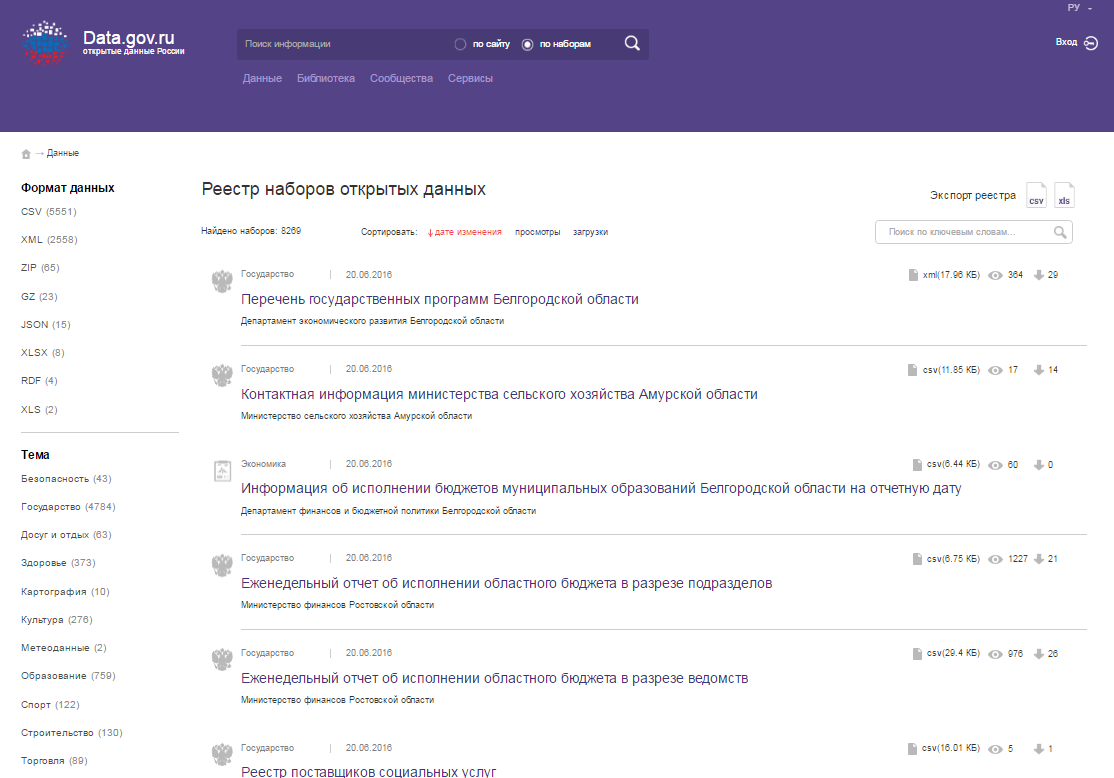 РУ
Data.gov.ru
открытые данные России
Поиск информации по сайту по наборам
Вход
Данные Библиотека Сообщества Сервисы
→ Данные
Формат данных
CSV (5551)
XML (2558)
ZIP (65)
GZ (23)
JSON (15)
XLSX (8)
RDF (4)
XLS (2)
Тема
Безопасность (43)
Государство (4784)
Досуг и отдых (63)
Здоровье (373)
Картография (10)
Культура (276)
Метеоданные (2)
Образование (759)
Спорт (122)
Строительство (130)
Торговля (89)
Реестр наборов открытых данных
Экспорт реестра csv xls
Найдено наборов: 8269 Сортировать: ↓дате изменения просмотры загрузки
Поиск по ключевым словам...
Государство | 20.06.2016 xml(17.96 КБ) 364 29
Перечень государственных программ Белгородской области
Департамент экономического развития Белгородской области
Государство | 20.06.2016 csv(11.85 КБ) 17 14
Контактная информация министерства сельского хозяйства Амурской области
Министерство сельского хозяйства Амурской области
Экономика | 20.06.2016 csv(6.44 КБ) 60 0
Информация об исполнении бюджетов муниципальных образований Белгородской области на отчетную дату
Департамент финансов и бюджетной политики Белгородской области
Государство | 20.06.2016 csv(6.75 КБ) 1227 21
Еженедельный отчет об исполнении областного бюджета в разрезе подразделов
Министерство финансов Ростовской области
Государство | 20.06.2016 csv(29.4 КБ) 976 26
Еженедельный отчет об исполнении областного бюджета в разрезе ведомств
Министерство финансов Ростовской области
Государство | 20.06.2016 csv(16.01 КБ) 5 1
Реестр поставщиков социальных услуг